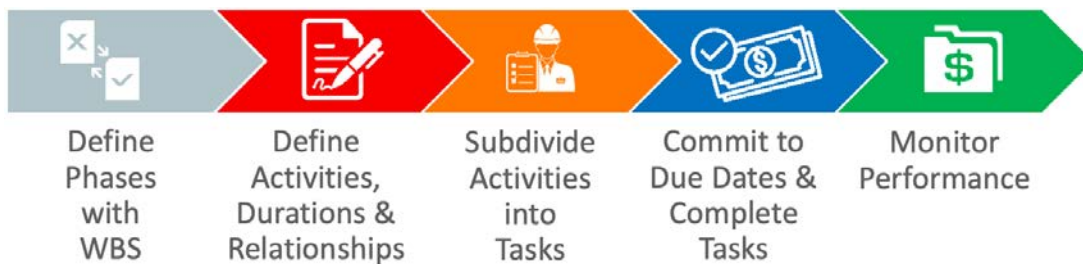 $
$
Define
Phases
with
WBS
Define
Activities,
Durations &
Relationships
Subdivide
Activities
into
Tasks
Commit to
Due Dates &
Complete
Tasks
Monitor
Performance